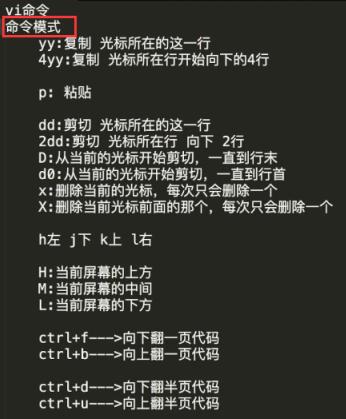 vi命令
命令模式
yy:复制 光标所在的这一行
4yy:复制 光标所在行开始向下的4行
p: 粘贴
dd:剪切 光标所在的这一行
2dd:剪切 光标所在行 向下 2行
D:从当前的光标开始剪切，一直到行末
d0:从当前的光标开始剪切，一直到行首
x:删除当前的光标，每次只会删除一个
X:删除当前光标前面的那个，每次只会删除一个
h左 j下 k上 l右
H:当前屏幕的上方
M:当前屏幕的中间
L:当前屏幕的下方
ctrl+f--->向下翻一页代码
ctrl+b--->向上翻一页代码
ctrl+d--->向下翻半页代码
ctrl+u--->向上翻半页代码